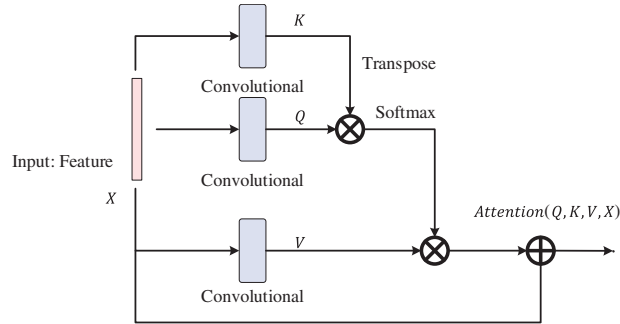 K
Transpose
Convolutional
Q
Softmax
Input: Feature
Convolutional
X
Attention(Q, K, V, X)
V
Convolutional